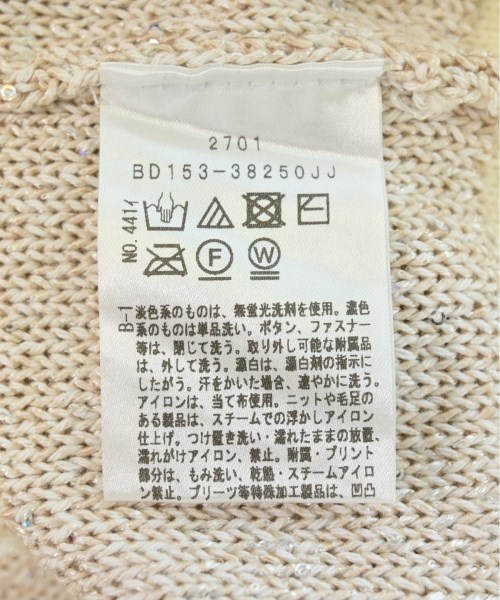 2701
BD153-38250JJ
NO. 441イ
F
W
B-1
淡色系のものは、無蛍光洗剤を使用。濃色
系のものは単品洗い。ボタン、ファスナー
等は、閉じて洗う。取り外し可能な附属品
は、外して洗う。漂白は、漂白剤の指示に
したがう。汗をかいた場合、速やかに洗う。
アイロンは、当て布使用。ニットや毛足の
ある製品は、スチームでの浮かしアイロン
仕上げ。つけ置き洗い・濡れたままの放置、
濡れがけアイロン、禁止。附属・プリント
部分は、もみ洗い、乾熱・スチームアイロ
ン禁止。プリーツ等特殊加工製品は、凹凸